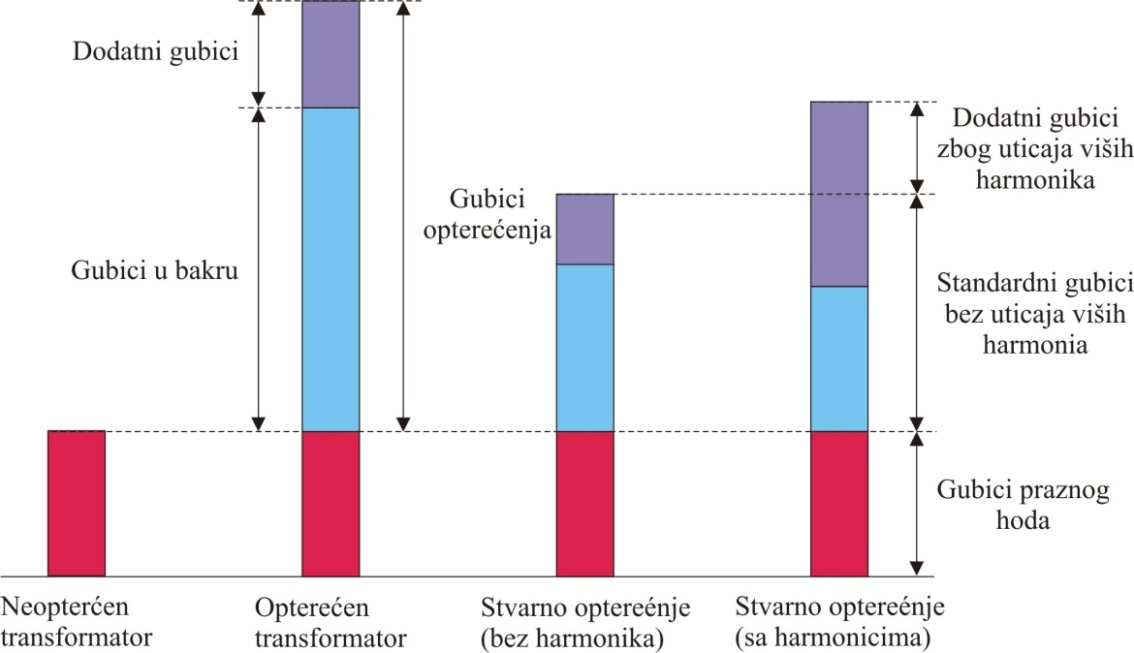 Dodatni gubici
Gubici u bakru
Gubici
opterećenja
Dodatni gubici
zbog uticaja viših
harmonika
Standardni gubici
bez uticaja viših
harmonia
Gubici praznog
hoda
Neopterćen
transformator
Opterećen
transformator
Stvarno optereénje
(bez harmonika)
Stvarno optereénje
(sa harmonicima)